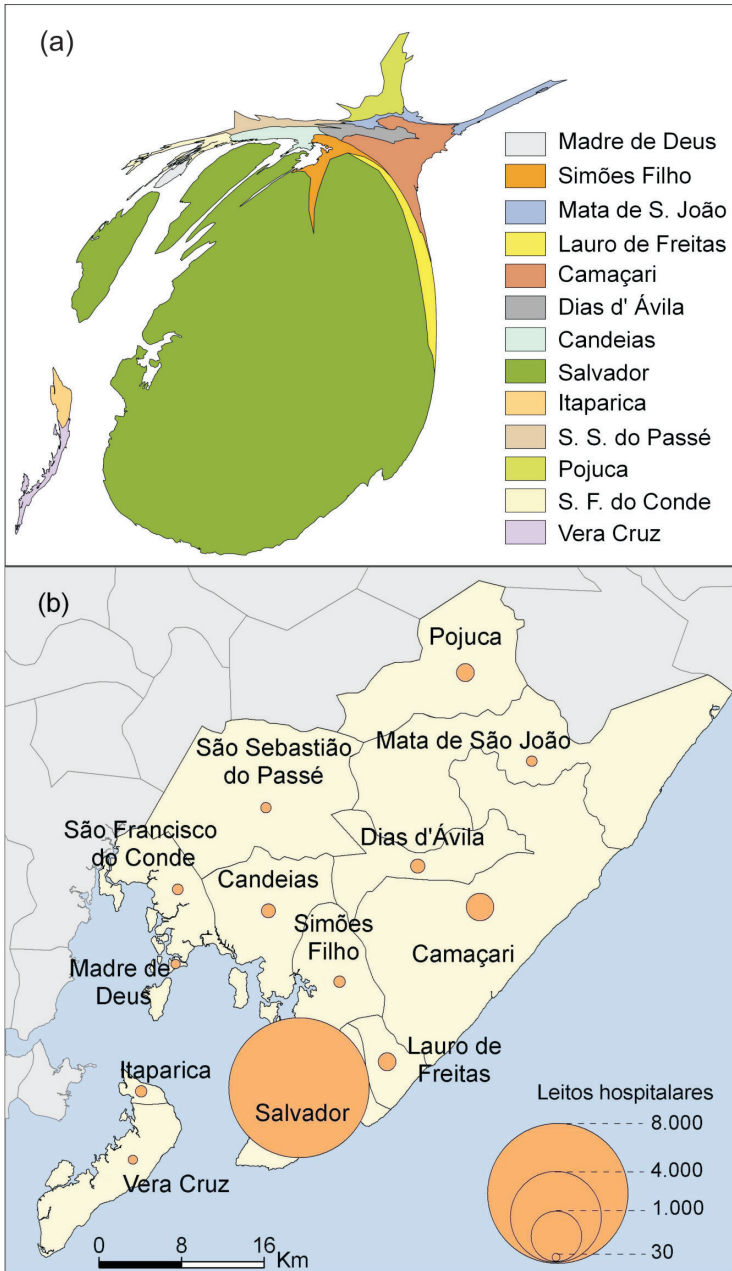 (a)
Madre de Deus
Simões Filho
Mata de S. João
Lauro de Freitas
Camaçari
Dias d' Ávila
Candeias
Salvador
Itaparica
S. S. do Passé
Pojuca
S. F. do Conde
Vera Cruz
(b)
Pojuca
São Sebastião
do Passé
Mata de São João
São Francisco
do Conde
Dias d'Ávila
Candeias
Simões
Filho
Camaçari
Madre de
Deus
Lauro de
Freitas
Itaparica
Salvador
Vera Cruz
Leitos hospitalares
8.000
4.000
1.000
30
0 8 16
Km